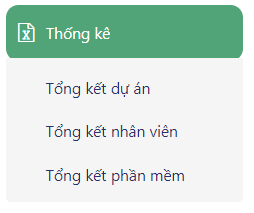 Thống kê
Tổng kết dự án
Tổng kết nhân viên
Tổng kết phần mềm